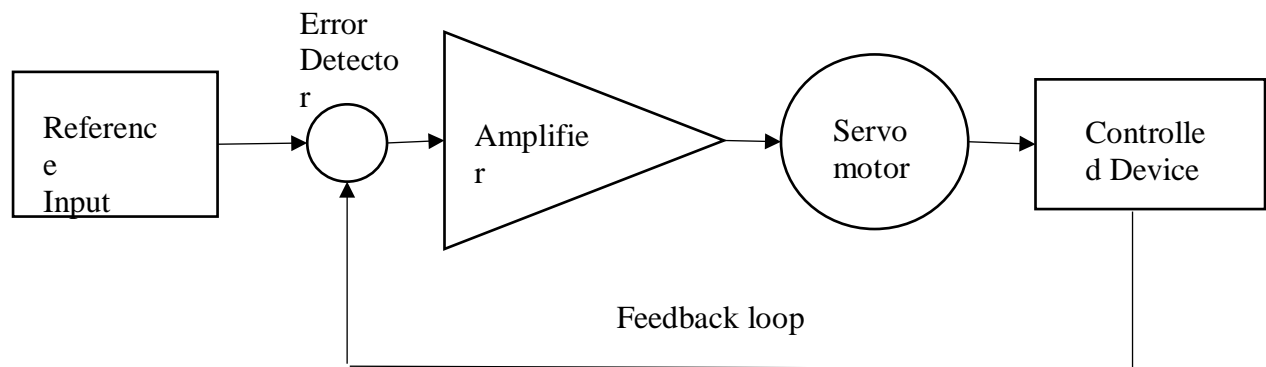 Error
Detecto
r
Referenc
e
Input
Amplifie
r
Servo
motor
Controlle
d Device
Feedback loop